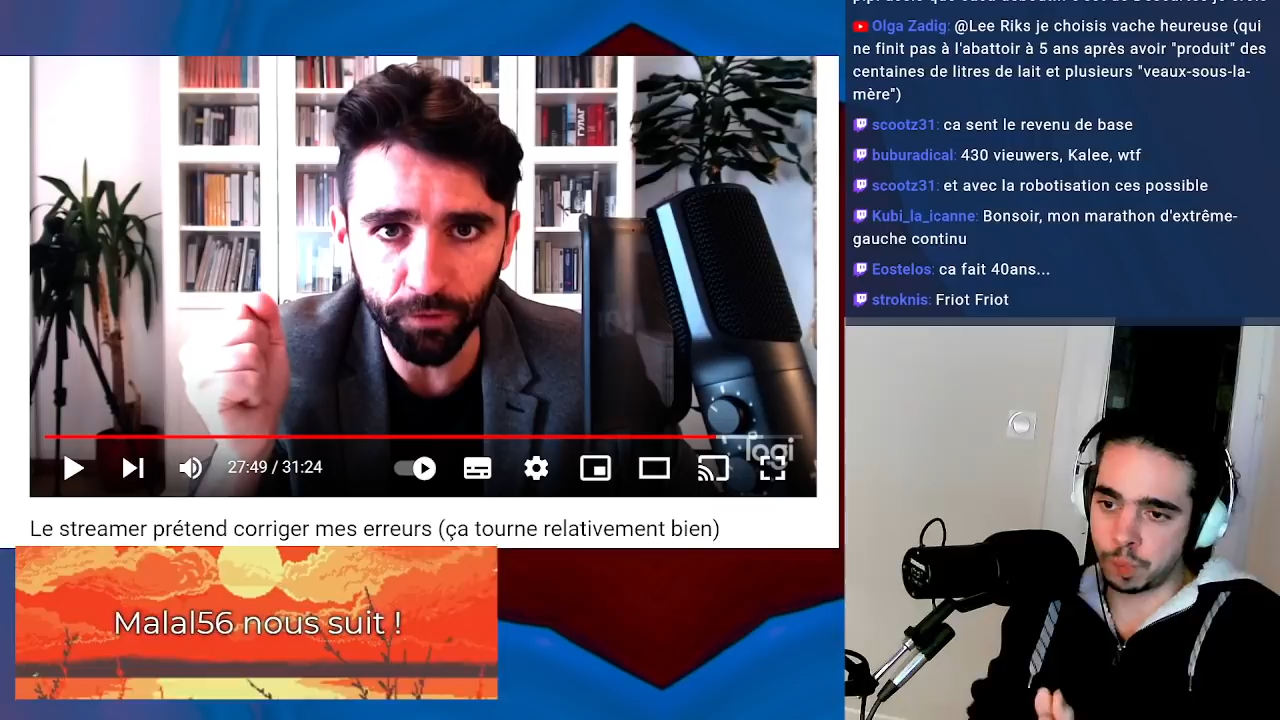 Olga Zadig: @Lee Riks je choisis vache heureuse (qui
ne finit pas à l'abattoir à 5 ans après avoir "produit" des
centaines de litres de lait et plusieurs "veaux-sous-la-
mère")
scootz31: ca sent le revenu de base
buburadical: 430 vieuwers, Kalee, wtf
scootz31: et avec la robotisation ces possible
Kubi_la_icanne: Bonsoir, mon marathon d'extrême-
gauche continu
Eostelos: ca fait 40ans...
stroknis: Friot Friot
ГУЛАГ
logi
27:49 / 31:24
Le streamer prétend corriger mes erreurs (ça tourne relativement bien)
Malal56 nous suit !